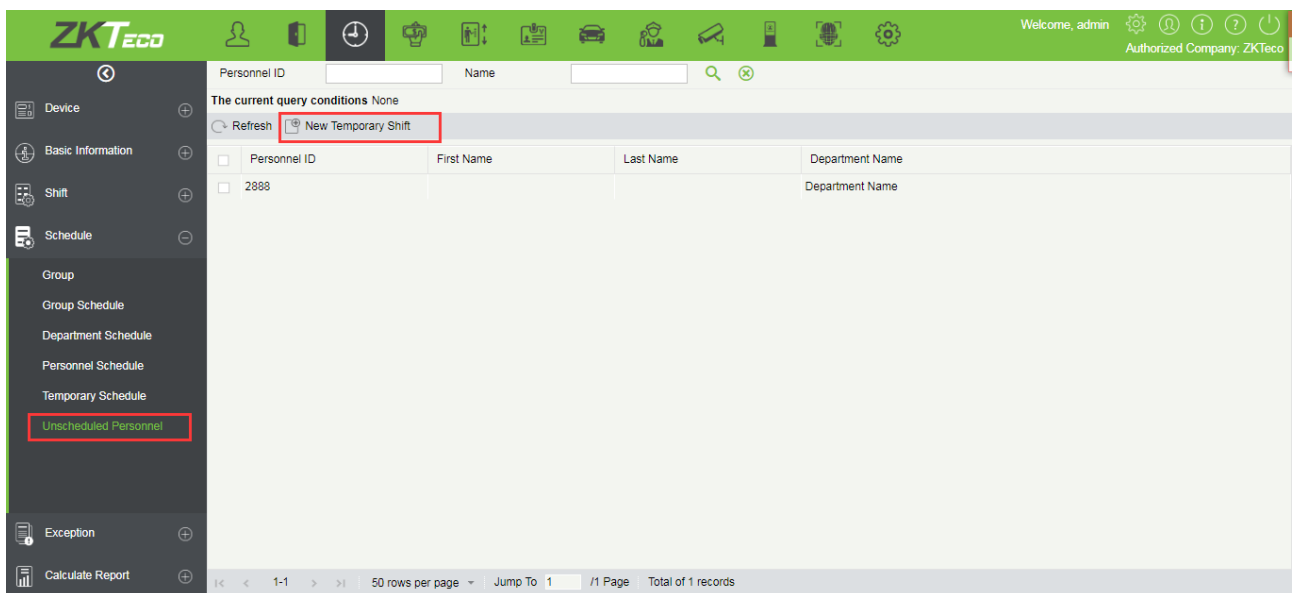 ZKTECO
Welcome, admin
Authorized Company: ZKTeco
Personnel ID Name
The current query conditions None
Refresh New Temporary Shift
Personnel ID First Name Last Name Department Name
2888 Department Name
Device
Basic Information
Shift
Schedule
Group
Group Schedule
Department Schedule
Personnel Schedule
Temporary Schedule
Unscheduled Personnel
Exception
Calculate Report
|< < 1-1 > >| 50 rows per page Jump To 1 /1 Page Total of 1 records